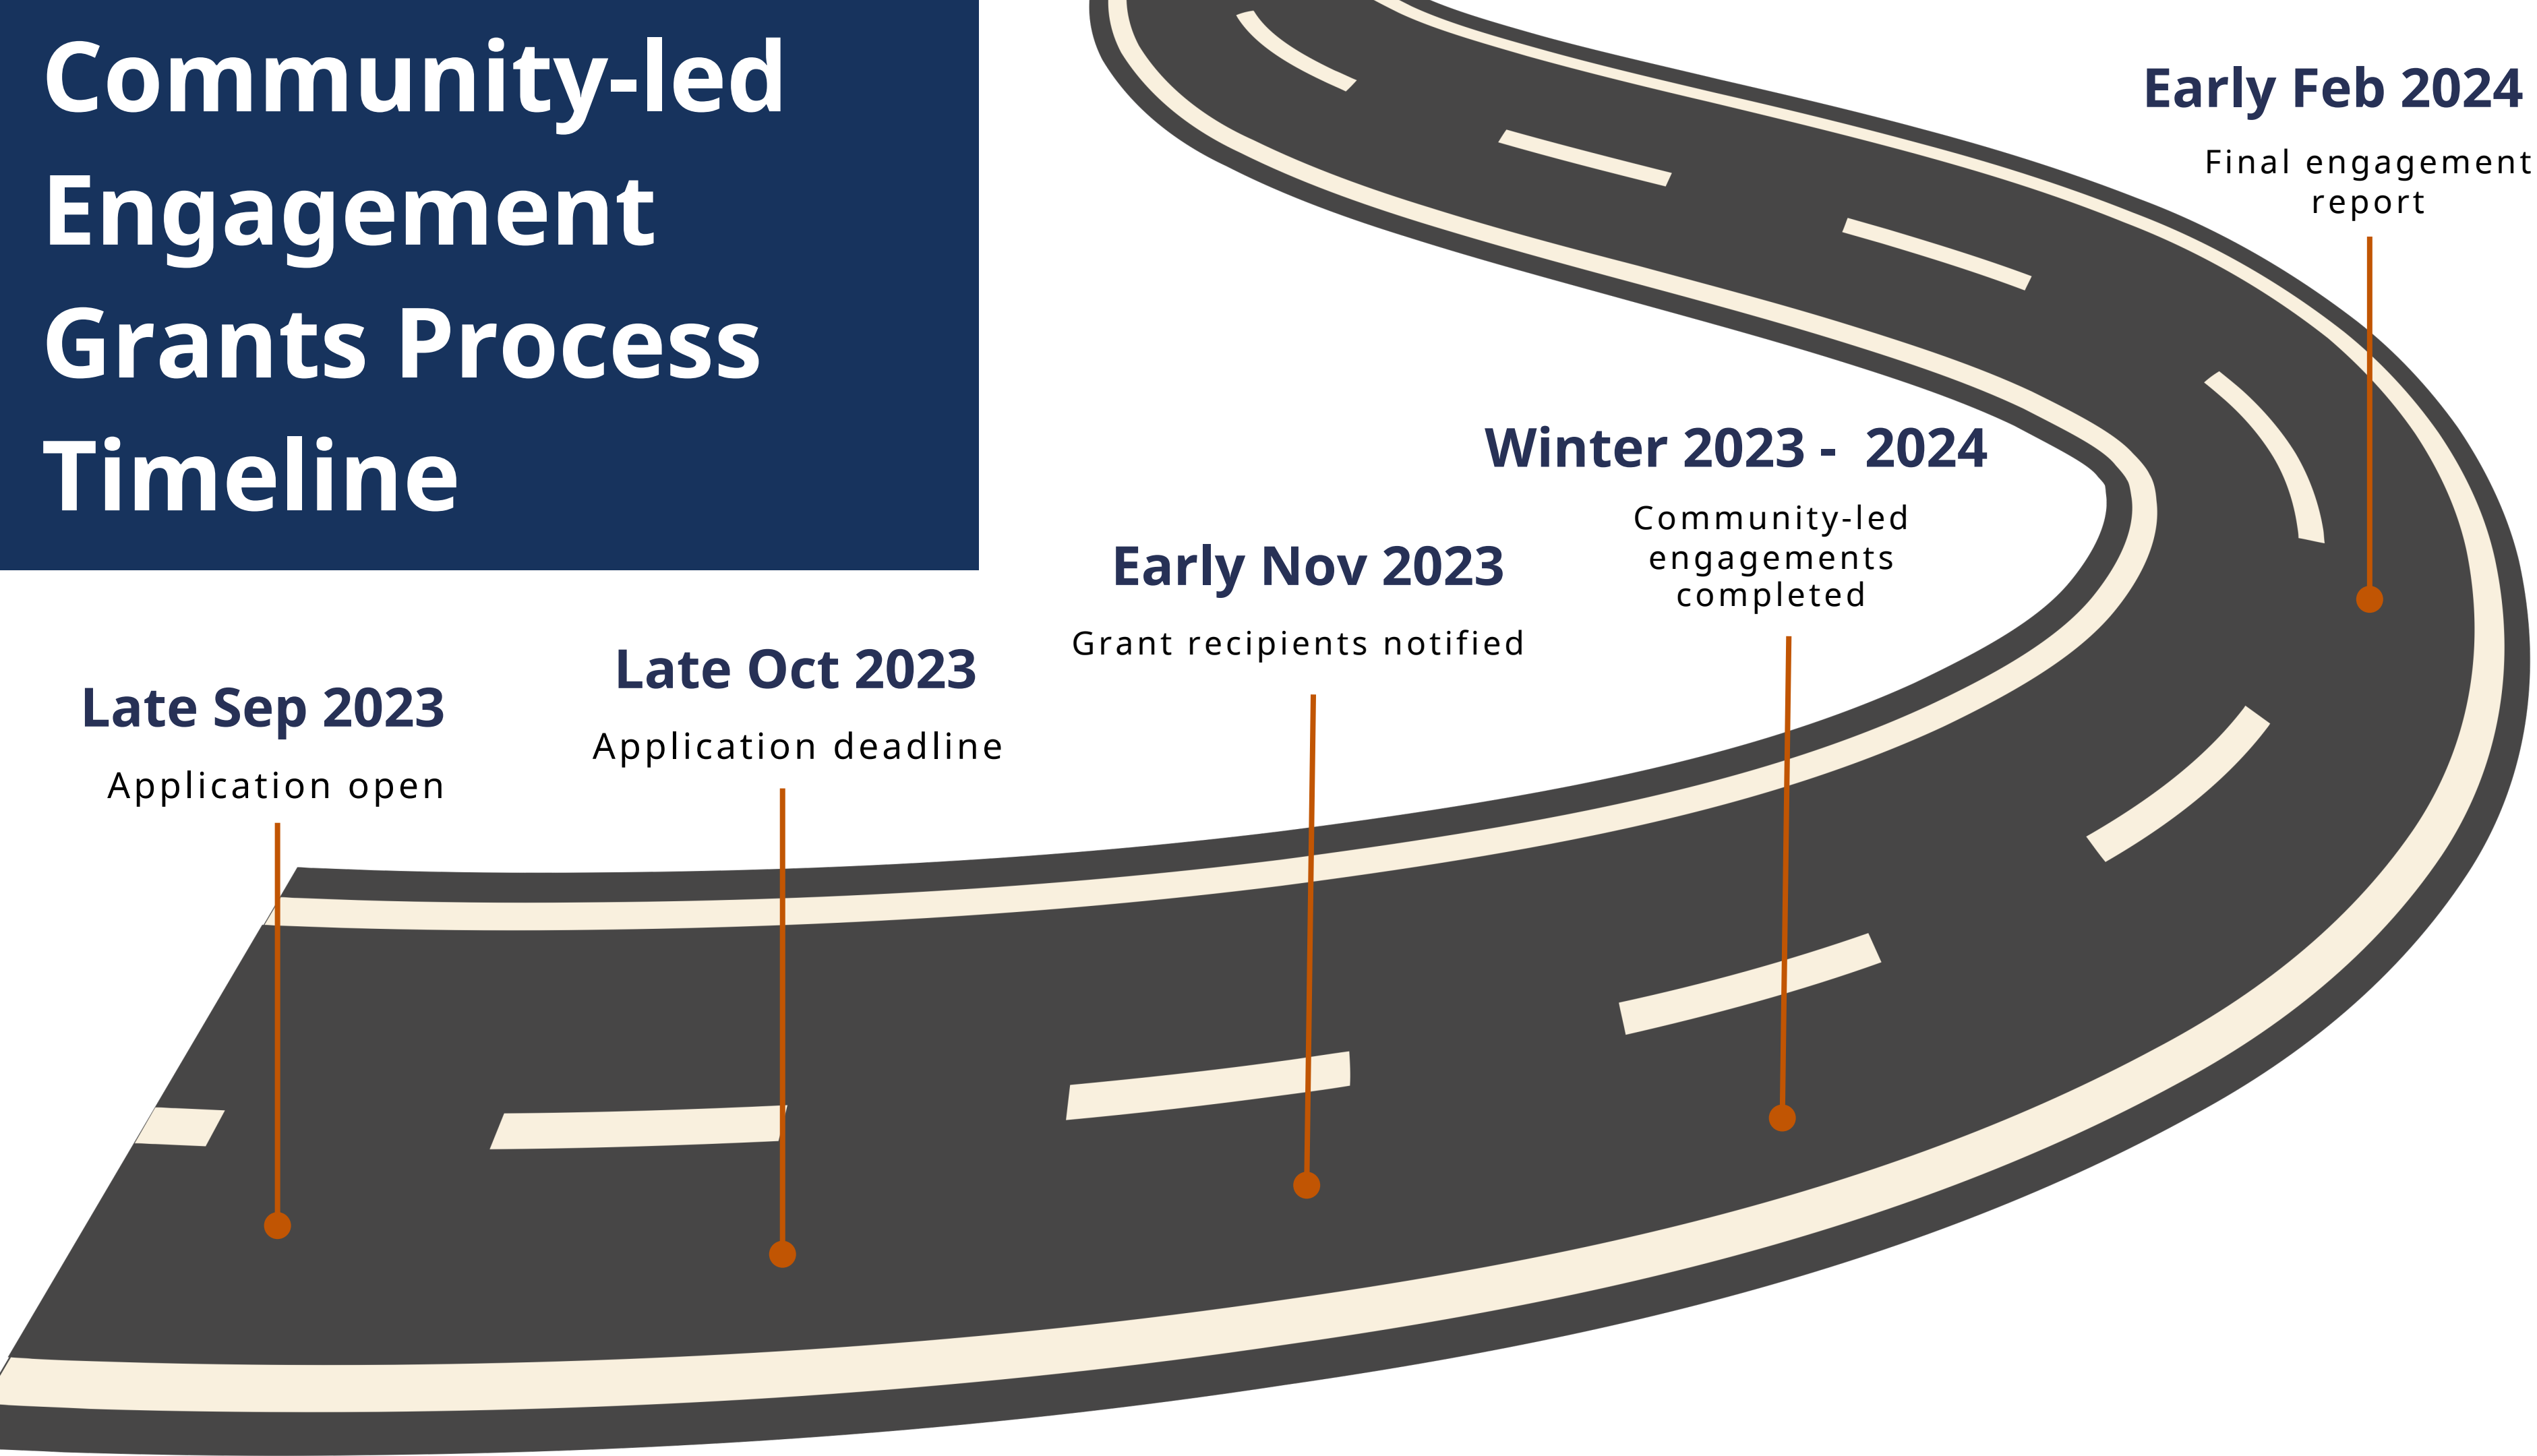 Community-led
Engagement
Grants Process
Timeline
Late Sep 2023
Application open
Late Oct 2023
Application deadline
Early Nov 2023
Grant recipients notified
Winter 2023 -  2024
Community-led
engagements
completed
Early Feb 2024
Final engagement
report